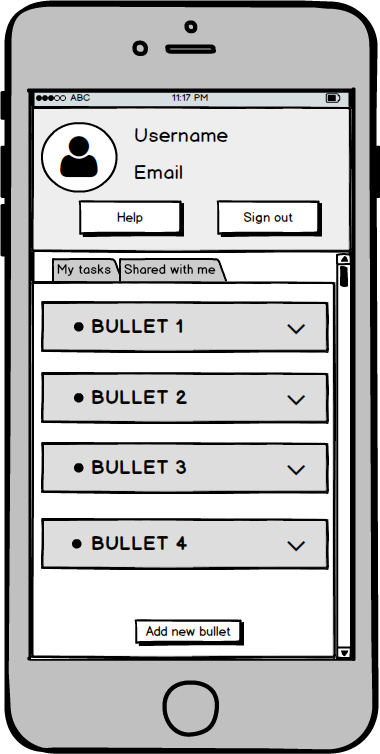 ABC 11:17 PM
Username
Email
Help Sign out
My tasks Shared with me
BULLET 1
BULLET 2
BULLET 3
BULLET 4
Add new bullet